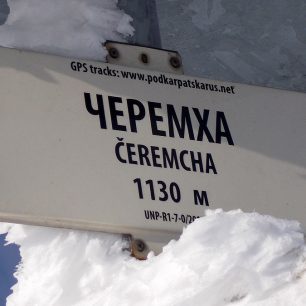 GPS tracks: www.podkarpatskarus.net
ЧЕРЕМХА
ČEREMCHA
1130 м